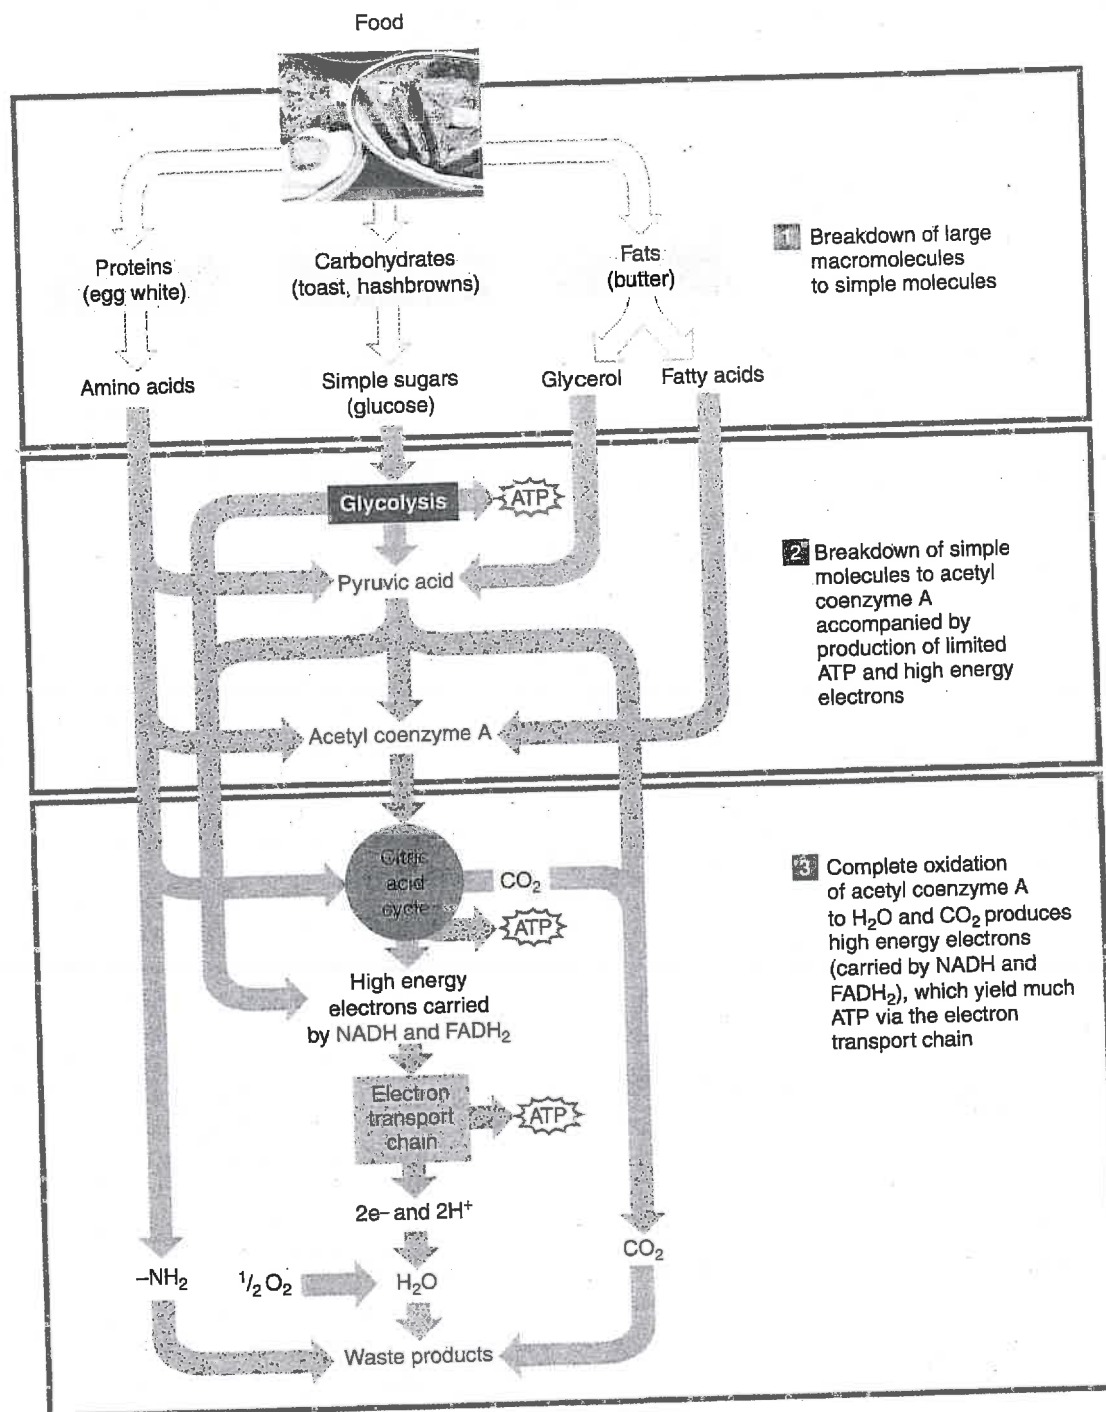 Food
Proteins
(egg white)
Carbohydrates
(toast, hashbrowns)
Fats
(butter)
1 Breakdown of large
macromolecules
to simple molecules
Amino acids
Simple sugars
(glucose)
Glycerol
Fatty acids
Glycolysis
ATP
Pyruvic acid
2 Breakdown of simple
molecules to acetyl
coenzyme A
accompanied by
production of limited
ATP and high energy
electrons
Acetyl coenzyme A
Citric
acid
cycle
CO₂
ATP
3 Complete oxidation
of acetyl coenzyme A
to H₂O and CO₂ produces
high energy electrons
(carried by NADH and
FADH₂), which yield much
ATP via the electron
transport chain
High energy
electrons carried
by NADH and FADH₂
Electron
transport
chain
ATP
2e– and 2H⁺
–NH₂
½ O₂
H₂O
CO₂
Waste products